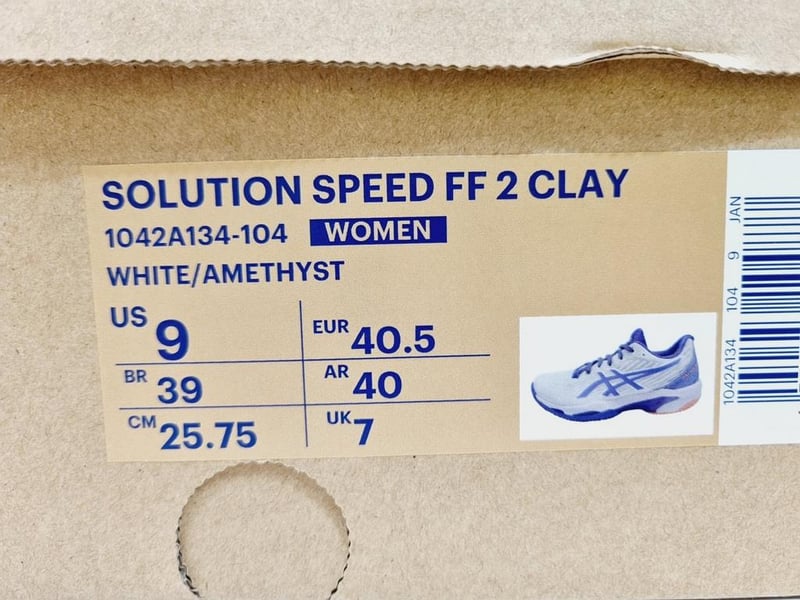 SOLUTION SPEED FF 2 CLAY
1042A134-104 WOMEN
WHITE/AMETHYST
US 9 EUR 40.5
BR 39 AR 40
CM 25.75 UK 7
1042A134 104 9 JAN